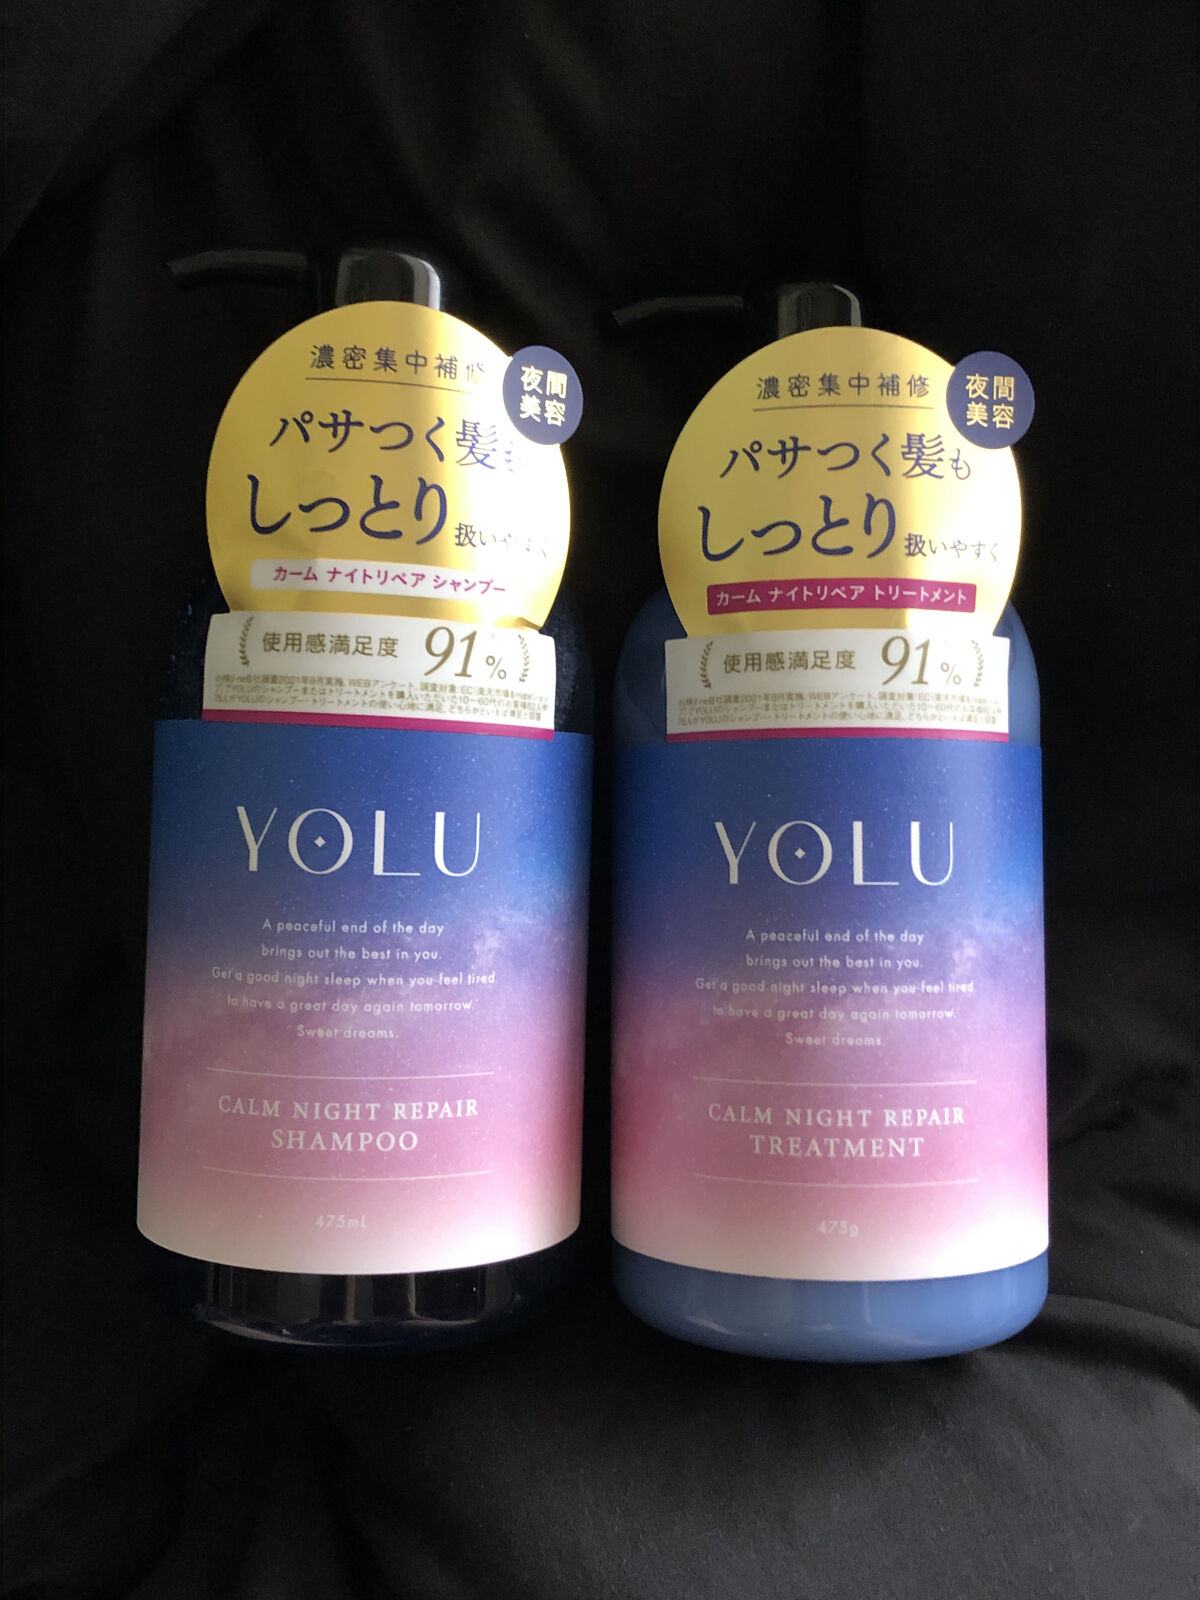 濃密集中補修
夜間
美容
パサつく髪も
しっとり扱いやすく
カーム ナイトリペア シャンプー
使用感満足度 91%
YOLU
A peaceful end of the day
brings out the best in you.
Get a good night sleep when you feel tired
to have a great day again tomorrow.
Sweet dreams.
CALM NIGHT REPAIR
SHAMPOO
475mL
濃密集中補修
夜間
美容
パサつく髪も
しっとり扱いやすく
カーム ナイトリペア トリートメント
使用感満足度 91%
YOLU
A peaceful end of the day
brings out the best in you.
Get a good night sleep when you feel tired
to have a great day again tomorrow.
Sweet dreams.
CALM NIGHT REPAIR
TREATMENT
475g